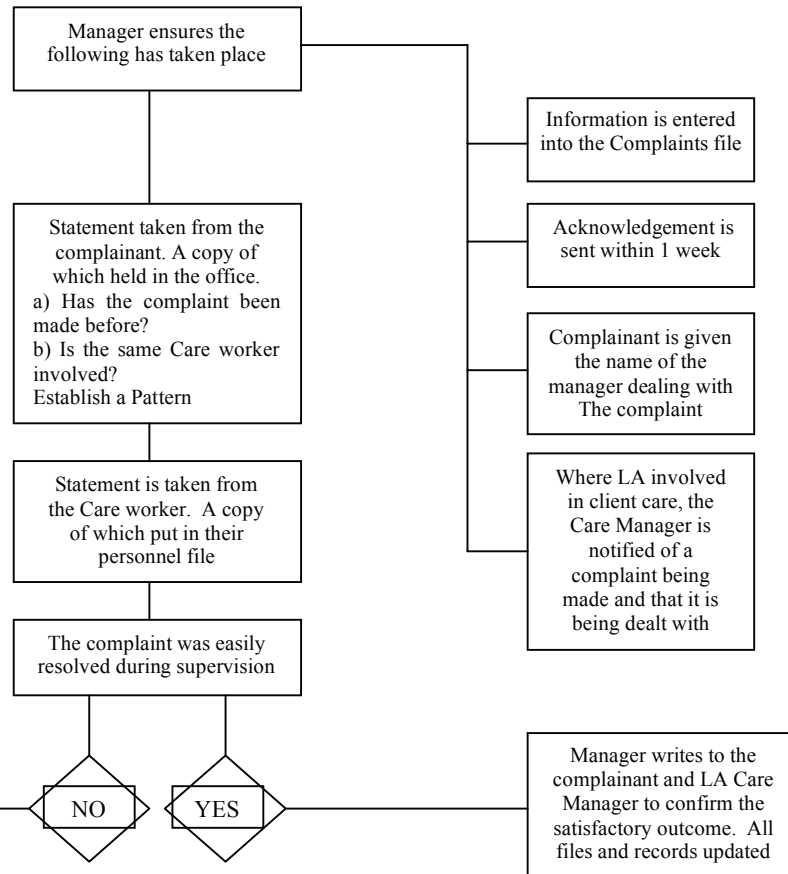 Manager ensures the
following has taken place
Information is entered
into the Complaints file
Acknowledgement is
sent within 1 week
Complainant is given
the name of the
manager dealing with
The complaint
Where LA involved
in client care, the
Care Manager is
notified of a
complaint being
made and that it is
being dealt with
Statement taken from the
complainant. A copy of
which held in the office.
a) Has the complaint been
made before?
b) Is the same Care worker
involved?
Establish a Pattern
Statement is taken from
the Care worker. A copy
of which put in their
personnel file
The complaint was easily
resolved during supervision
NO
YES
Manager writes to the
complainant and LA Care
Manager to confirm the
satisfactory outcome. All
files and records updated